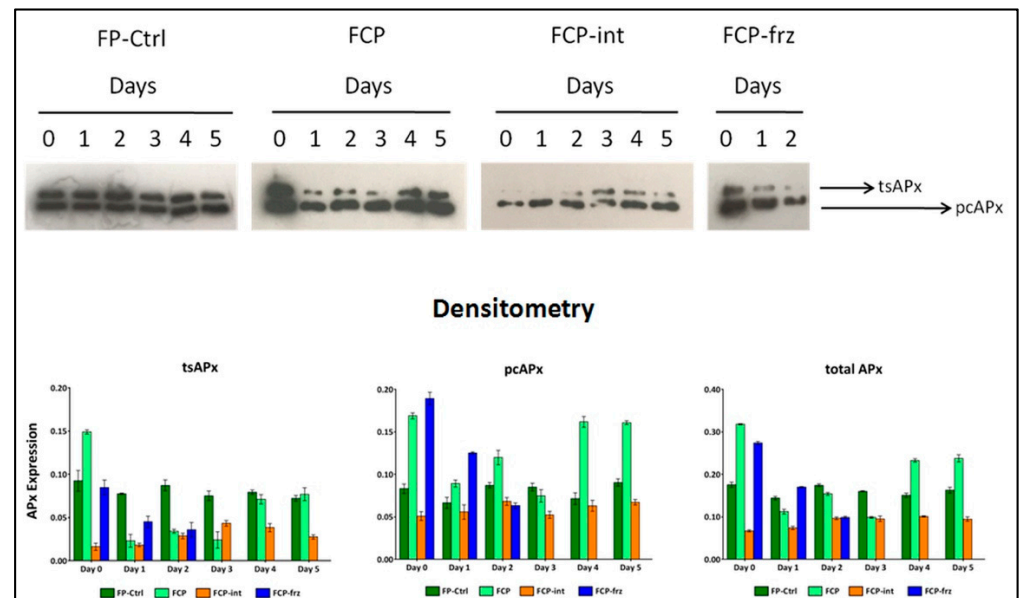 FP-Ctrl FCP FCP-int FCP-frz
Days Days Days Days
0 1 2 3 4 5 0 1 2 3 4 5 0 1 2 3 4 5 0 1 2
tsAPx
pcAPx
Densitometry
tsAPx
APx Expression
0.20
0.15
0.10
0.05
0.00
Day 0 Day 1 Day 2 Day 3 Day 4 Day 5
FP-Ctrl FCP FCP-int FCP-frz
pcAPx
0.20
0.15
0.10
0.05
0.00
Day 0 Day 1 Day 2 Day 3 Day 4 Day 5
FP-Ctrl FCP FCP-int FCP-frz
total APx
0.40
0.30
0.20
0.10
0.00
Day 0 Day 1 Day 2 Day 3 Day 4 Day 5
FP-Ctrl FCP FCP-int FCP-frz